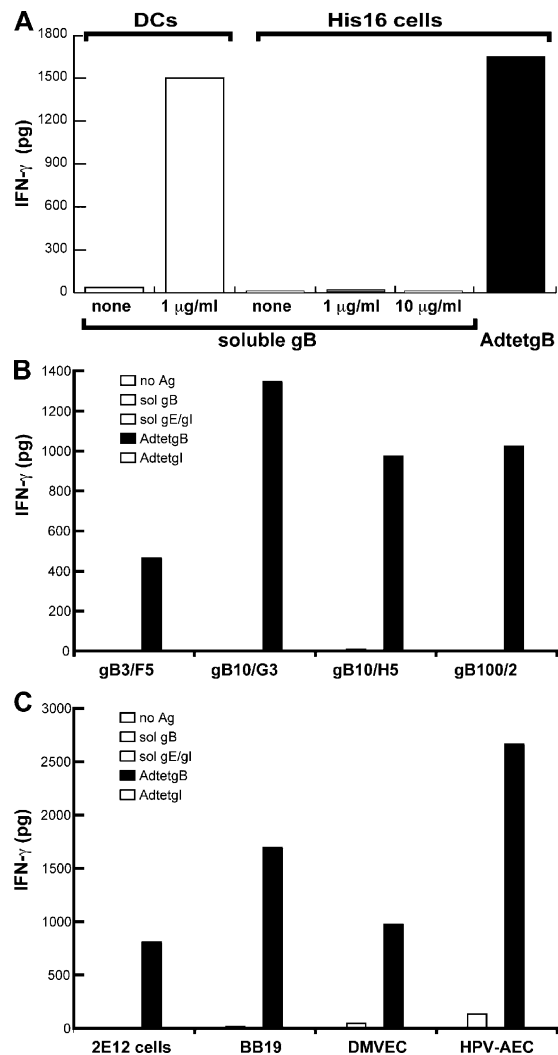 A
DCs
His16 cells
IFN-γ (pg)
1800
1500
1200
900
600
300
0
none
1 μg/ml
none
1 μg/ml
10 μg/ml
soluble gB
AdtetgB
B
no Ag
sol gB
sol gE/gI
AdtetgB
AdtetgI
IFN-γ (pg)
1400
1200
1000
800
600
400
200
0
gB3/F5
gB10/G3
gB10/H5
gB100/2
C
no Ag
sol gB
sol gE/gI
AdtetgB
AdtetgI
IFN-γ (pg)
3000
2500
2000
1500
1000
500
0
2E12 cells
BB19
DMVEC
HPV-AEC